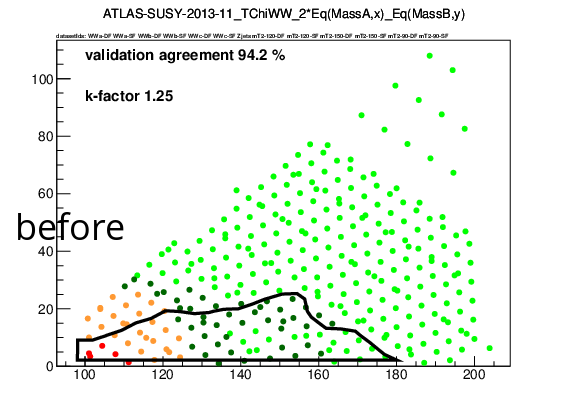 ATLAS-SUSY-2013-11_TChiWW_2*Eq(MassA,x)_Eq(MassB,y)
datasetIds: WWa-DF WWa-SF WWb-DF WWb-SF WWc-DF WWc-SF Zjets mT2-120-DF mT2-120-SF mT2-150-DF mT2-150-SF mT2-90-DF mT2-90-SF
validation agreement 94.2 %
100
k-factor 1.25
80
60
before
40
20
0
100 120 140 160 180 200